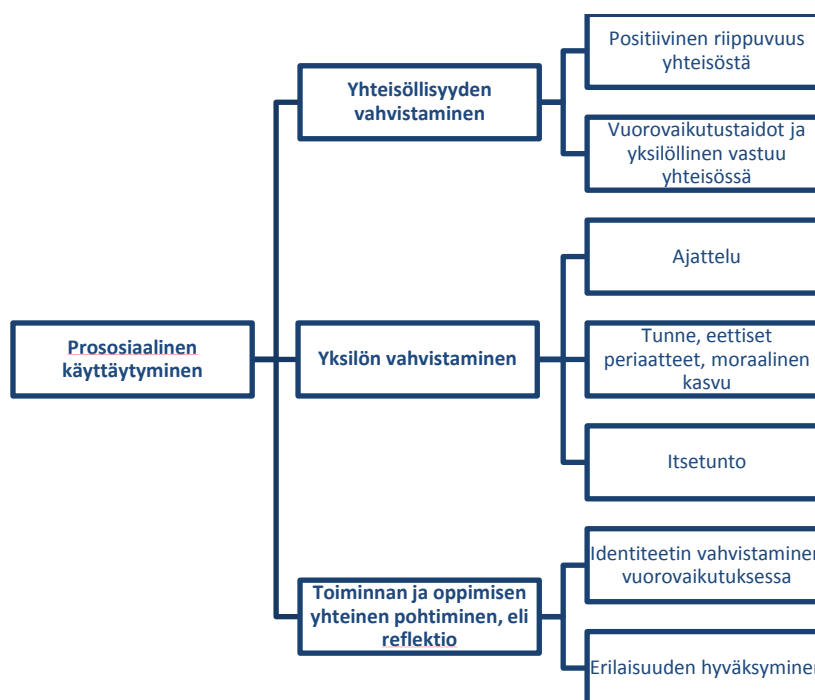 Positiivinen riippuvuus
yhteisöstä
Yhteisöllisyyden
vahvistaminen
Vuorovaikutustaidot ja
yksilöllinen vastuu
yhteisössä
Ajattelu
Prososiaalinen
käyttäytyminen
Yksilön vahvistaminen
Tunne, eettiset
periaatteet, moraalinen
kasvu
Itsetunto
Identiteetin vahvistaminen
vuorovaikutuksessa
Toiminnan ja oppimisen
yhteinen pohtiminen, eli
reflektio
Erilaisuuden hyväksyminen